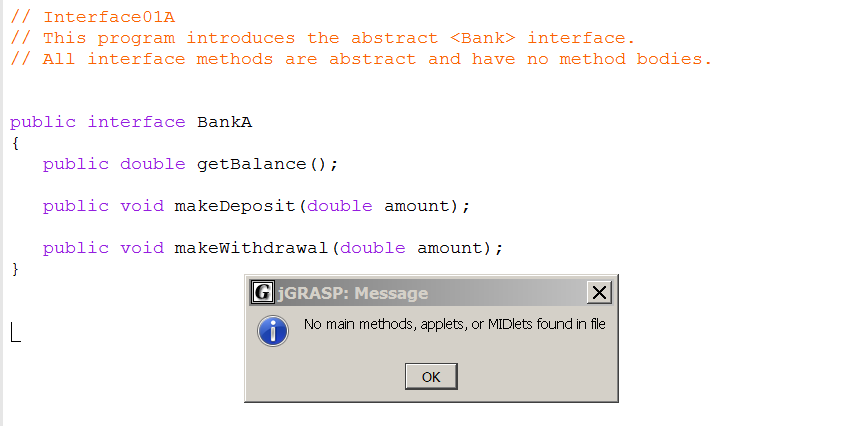 // Interface01A
// This program introduces the abstract <Bank> interface.
// All interface methods are abstract and have no method bodies.
public interface BankA
{
public double getBalance();
public void makeDeposit(double amount);
public void makeWithdrawal(double amount);
}
G jGRASP: Message
No main methods, applets, or MIDlets found in file
OK